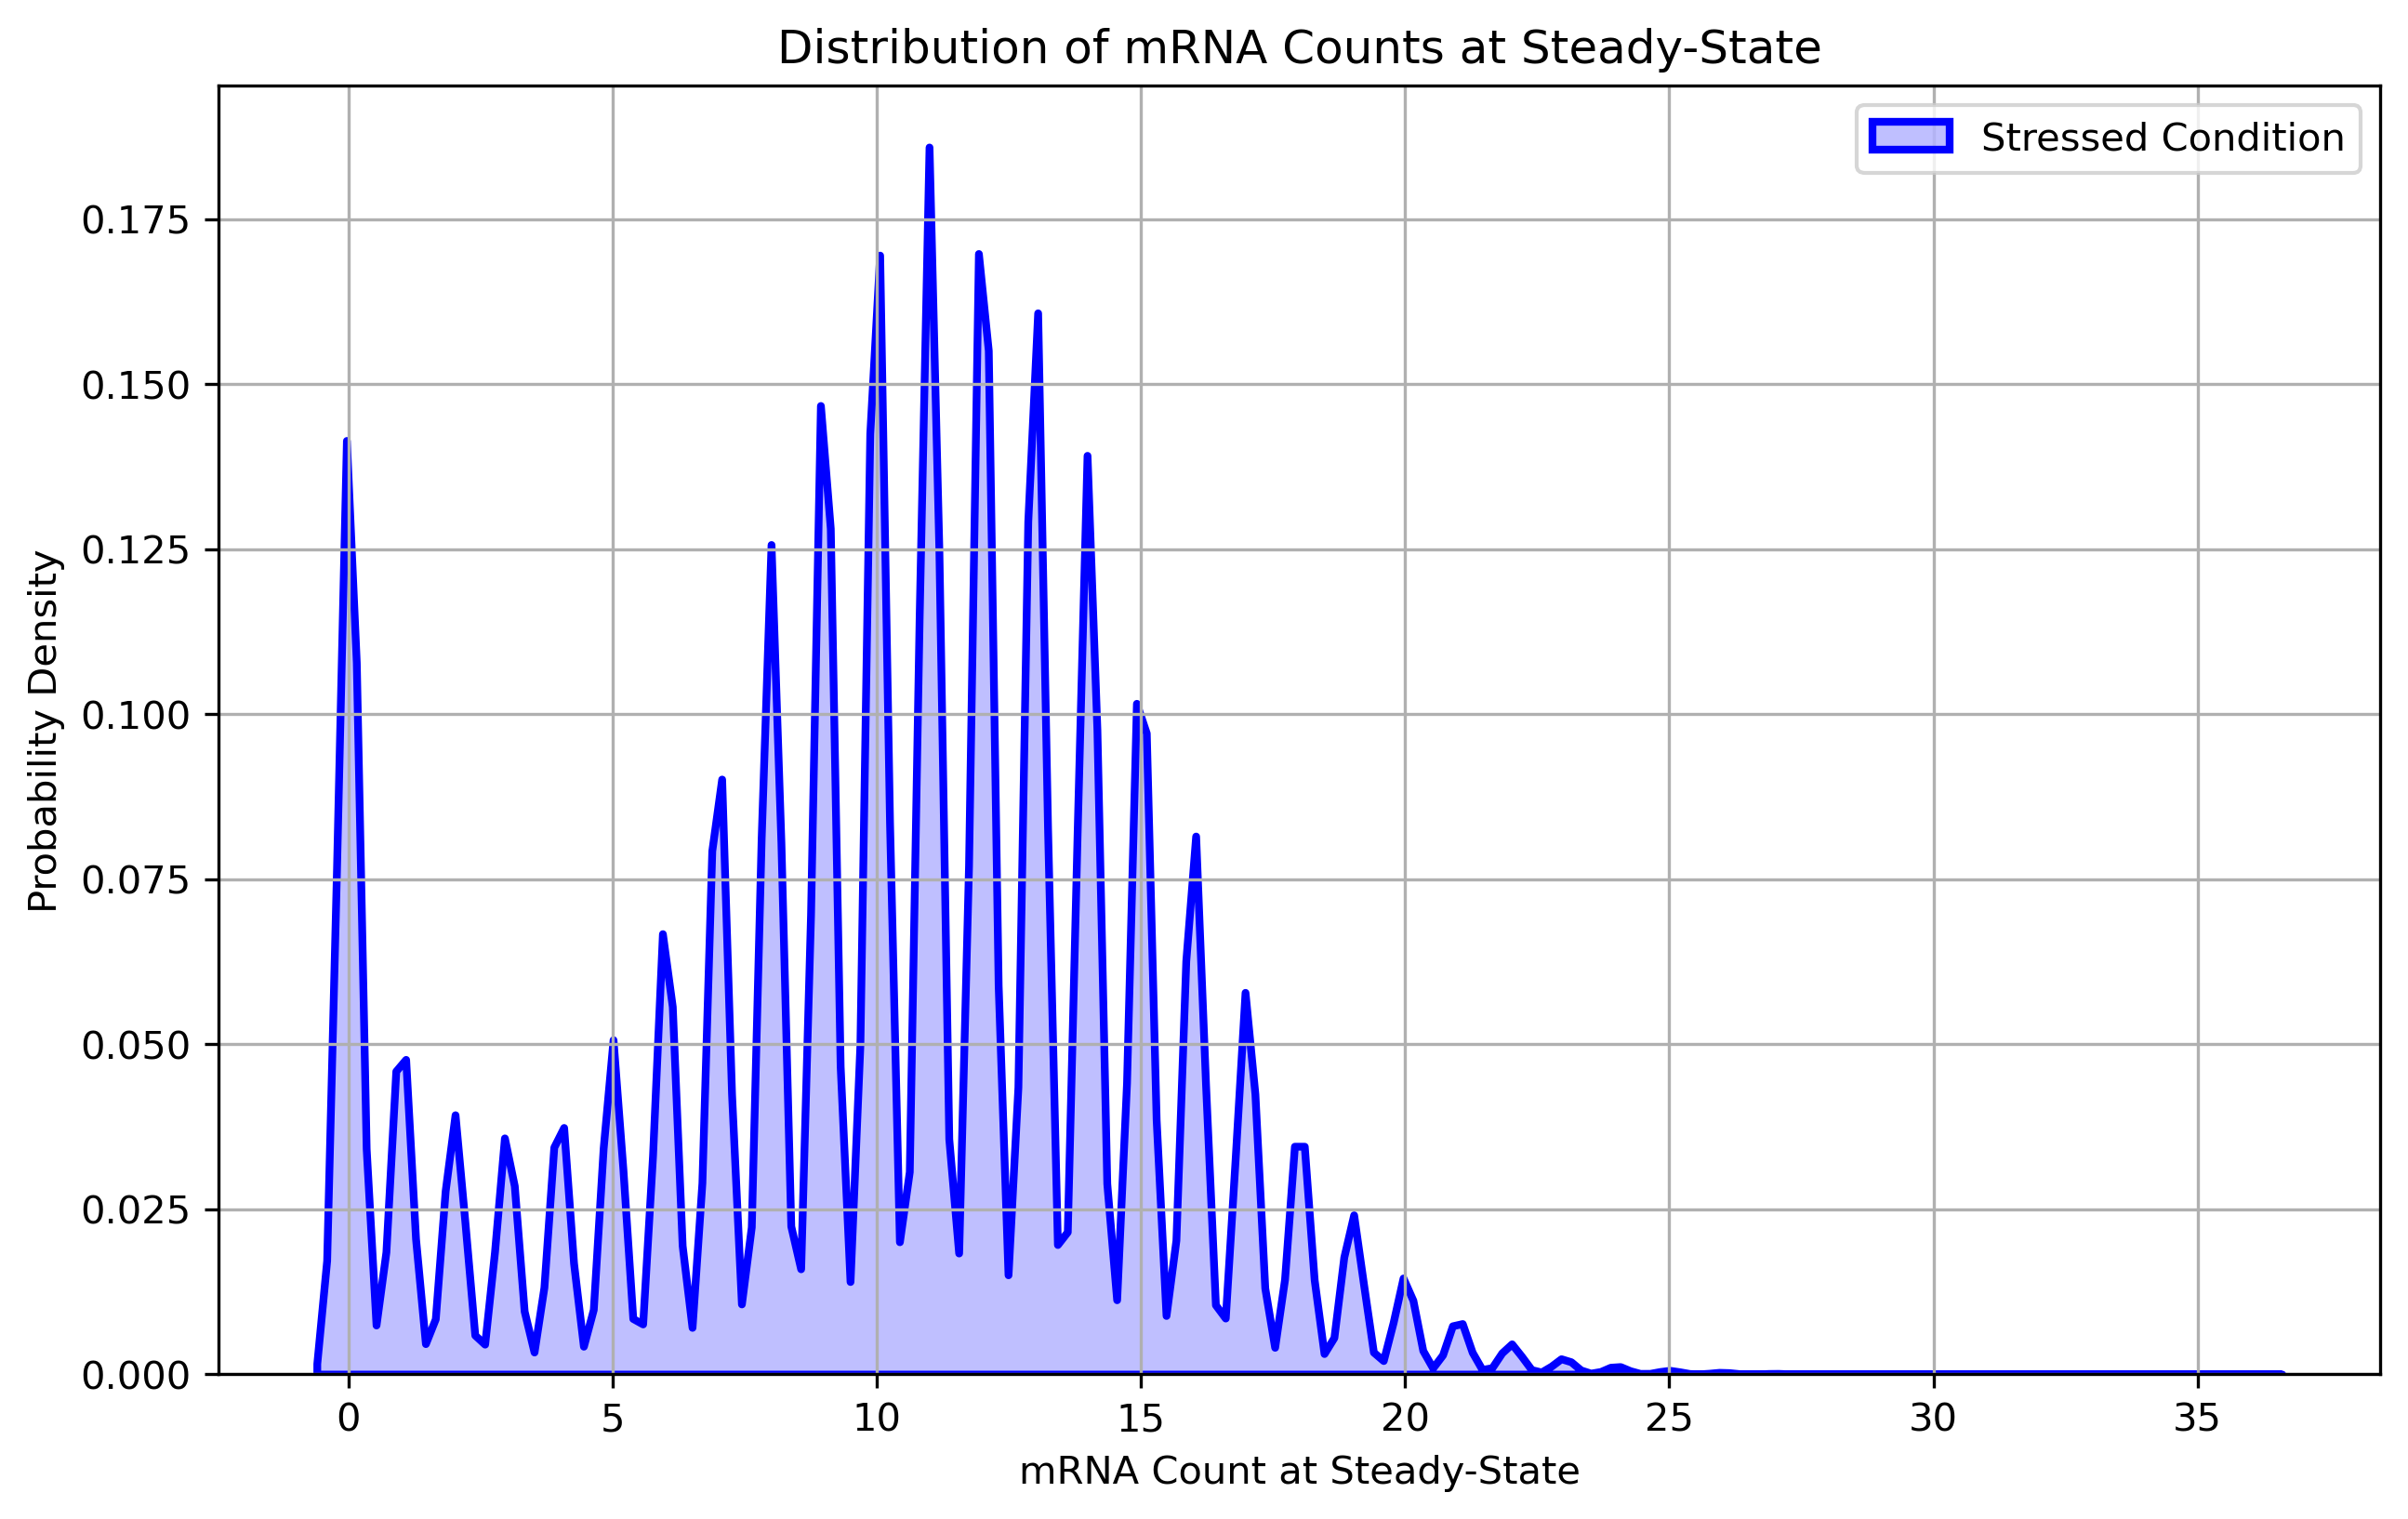 Distribution of mRNA Counts at Steady-State
Stressed Condition
Probability Density
0.175
0.150
0.125
0.100
0.075
0.050
0.025
0.000
0 5 10 15 20 25 30 35
mRNA Count at Steady-State